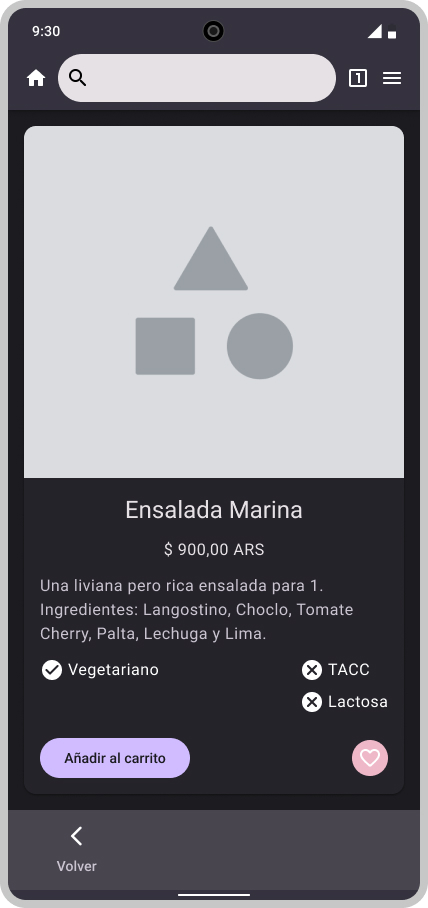 9:30
1
Ensalada Marina
$ 900,00 ARS
Una liviana pero rica ensalada para 1.
Ingredientes: Langostino, Choclo, Tomate
Cherry, Palta, Lechuga y Lima.
Vegetariano TACC
Lactosa
Añadir al carrito
Volver